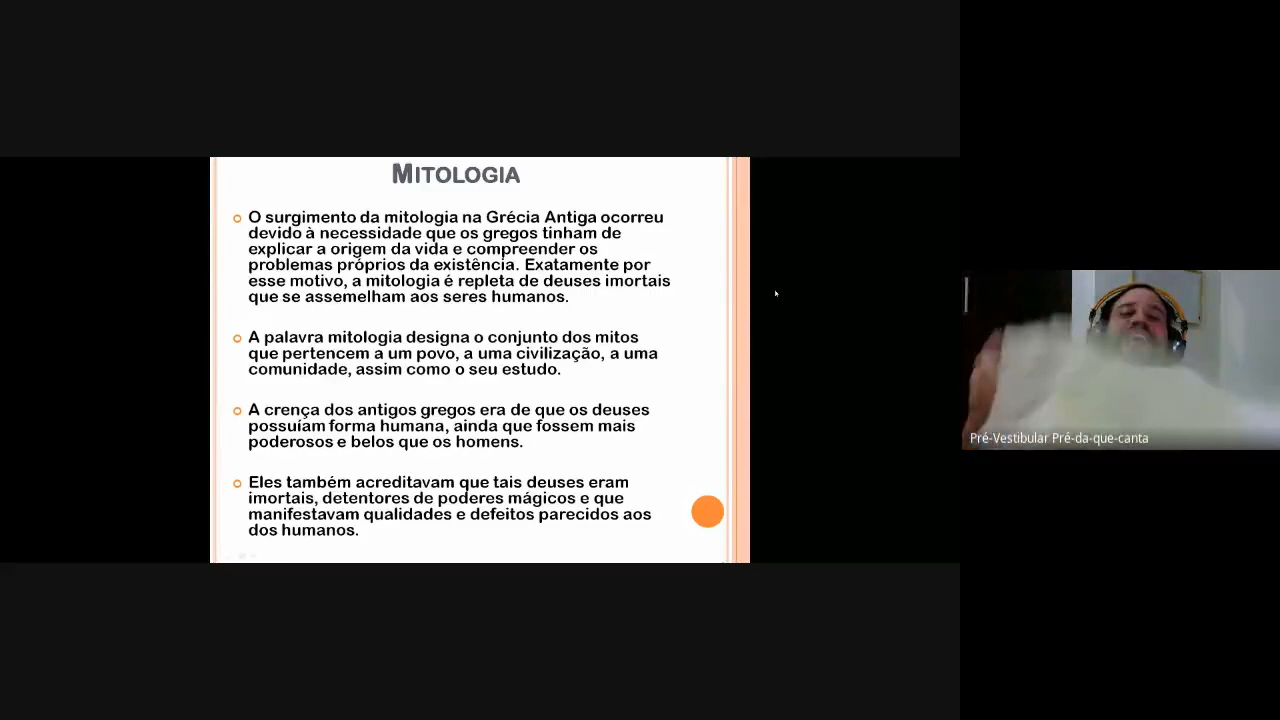 MITOLOGIA
O surgimento da mitologia na Grécia Antiga ocorreu
devido à necessidade que os gregos tinham de
explicar a origem da vida e compreender os
problemas próprios da existência. Exatamente por
esse motivo, a mitologia é repleta de deuses imortais
que se assemelham aos seres humanos.
A palavra mitologia designa o conjunto dos mitos
que pertencem a um povo, a uma civilização, a uma
comunidade, assim como o seu estudo.
A crença dos antigos gregos era de que os deuses
possuíam forma humana, ainda que fossem mais
poderosos e belos que os homens.
Eles também acreditavam que tais deuses eram
imortais, detentores de poderes mágicos e que
manifestavam qualidades e defeitos parecidos aos
dos humanos.
Pré-Vestibular Pré-da-que-canta